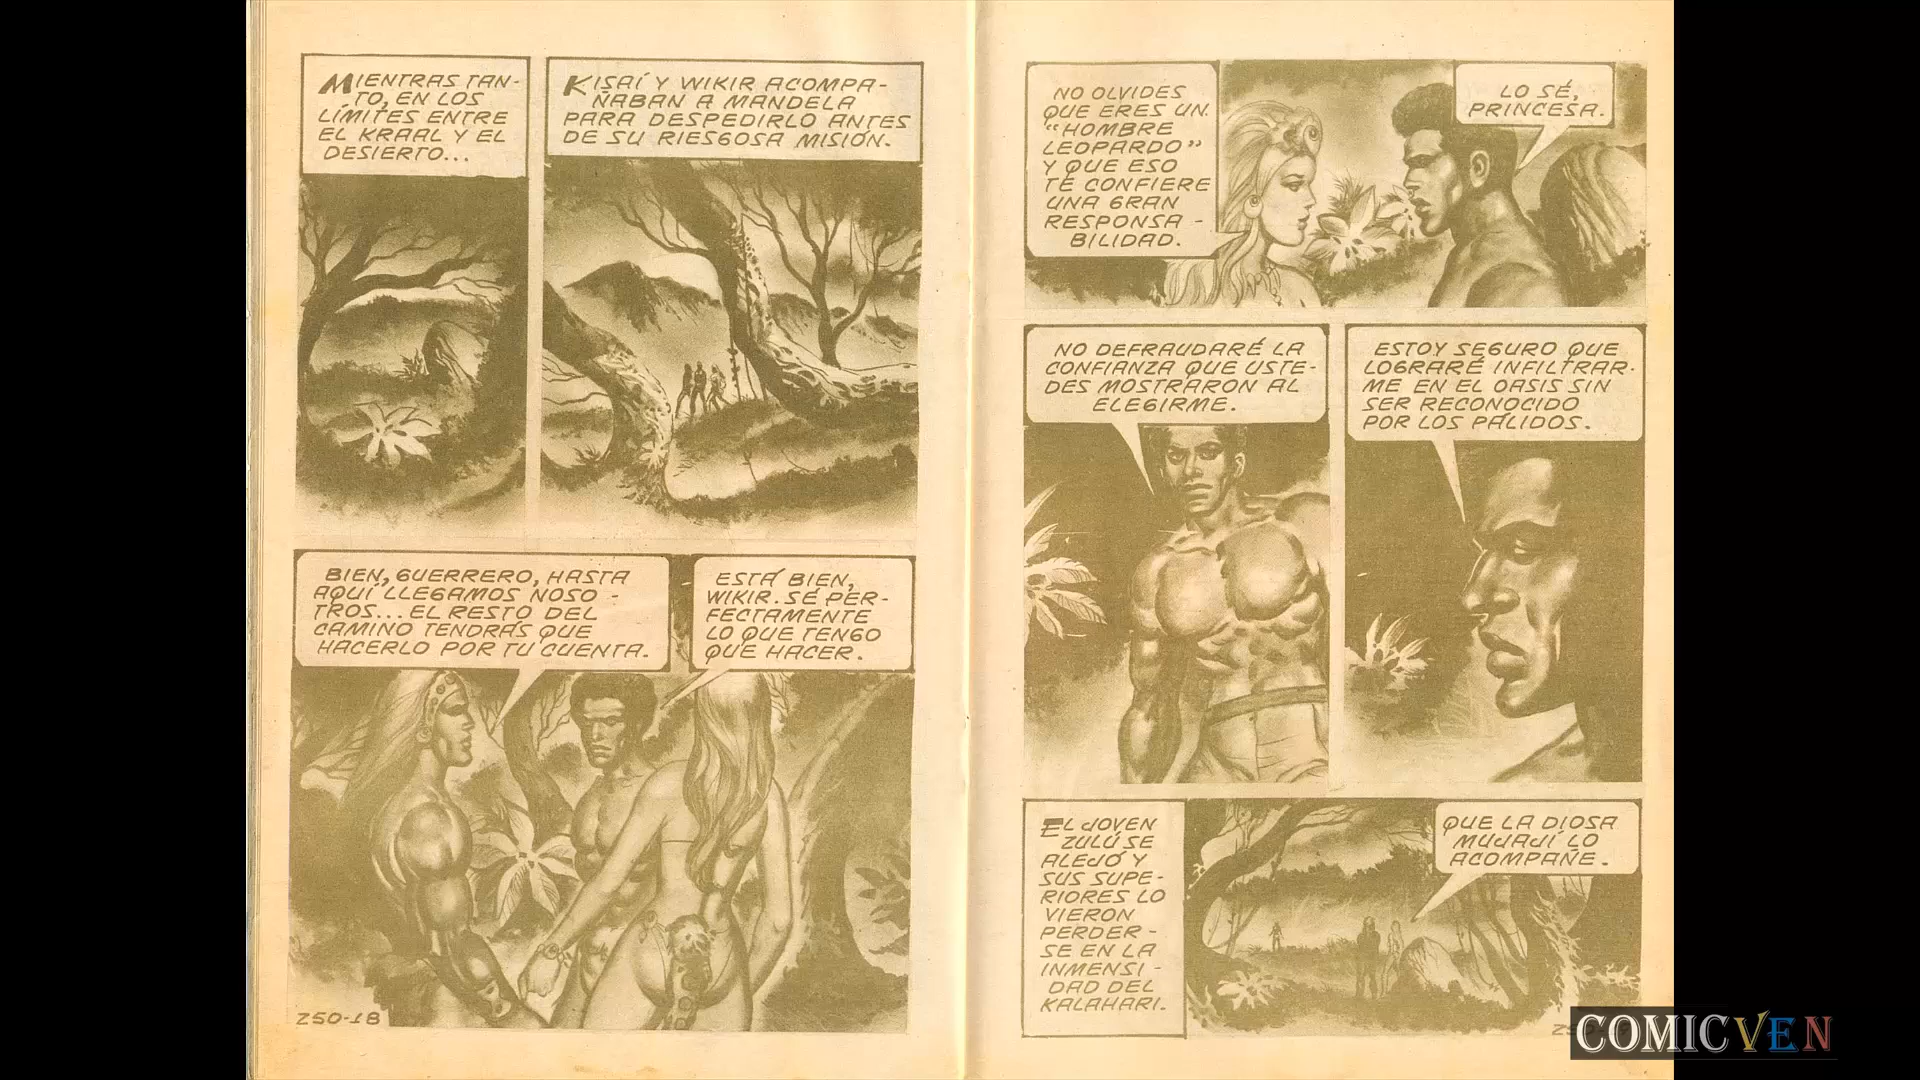 MIENTRAS TAN-
TO, EN LOS
LÍMITES ENTRE
EL KRAAL Y EL
DESIERTO...
KISAÍ Y WIKIR ACOMPA-
ÑABAN A MANDELA
PARA DESPEDIRLO ANTES
DE SU RIESGOSA MISIÓN.
BIEN, GUERRERO, HASTA
AQUÍ LLEGAMOS NOSO-
TROS... EL RESTO DEL
CAMINO TENDRÁS QUE
HACERLO POR TU CUENTA.
ESTÁ BIEN,
WIKIR. SÉ PER-
FECTAMENTE
LO QUE TENGO
QUE HACER.
Z50-18
NO OLVIDES
QUE ERES UN
"HOMBRE
LEOPARDO"
Y QUE ESO
TE CONFIERE
UNA GRAN
RESPONSA-
BILIDAD.
LO SÉ,
PRINCESA.
NO DEFRAUDARÉ LA
CONFIANZA QUE USTE-
DES MOSTRARON AL
ELEGIRME.
ESTOY SEGURO QUE
LOGRARÉ INFILTRAR-
ME EN EL OASIS SIN
SER RECONOCIDO
POR LOS PÁLIDOS.
EL JOVEN
ZULÚ SE
ALEJÓ Y
SUS SUPE-
RIORES LO
VIERON
PERDER-
SE EN LA
INMENSI-
DAD DEL
KALAHARI.
QUE LA DIOSA
MUJAJÍ LO
ACOMPAÑE.
COMICVEN